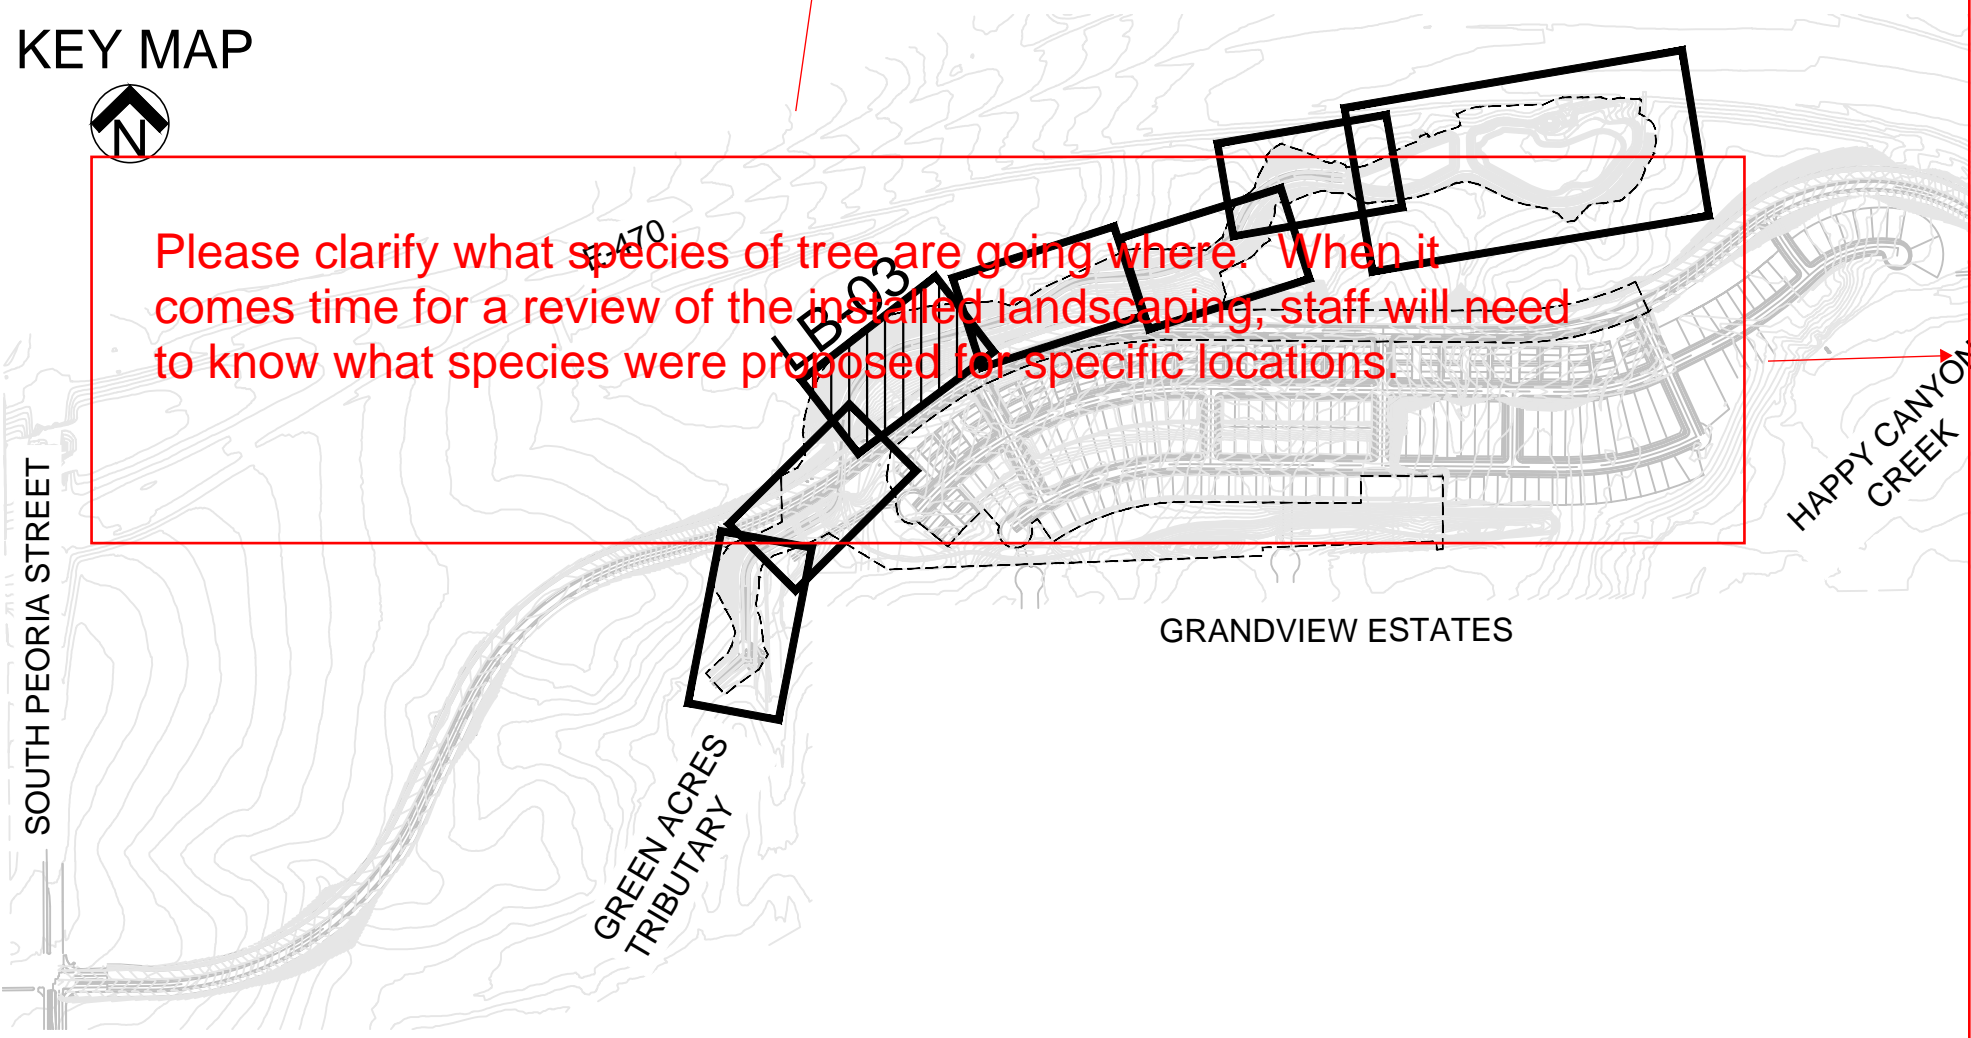 KEY MAP
N
E-470
Please clarify what species of tree are going where.  When it
comes time for a review of the installed landscaping, staff will need
to know what species were proposed for specific locations.
LB-03
HAPPY CANYON
CREEK
SOUTH PEORIA STREET
GRANDVIEW ESTATES
GREEN ACRES
TRIBUTARY